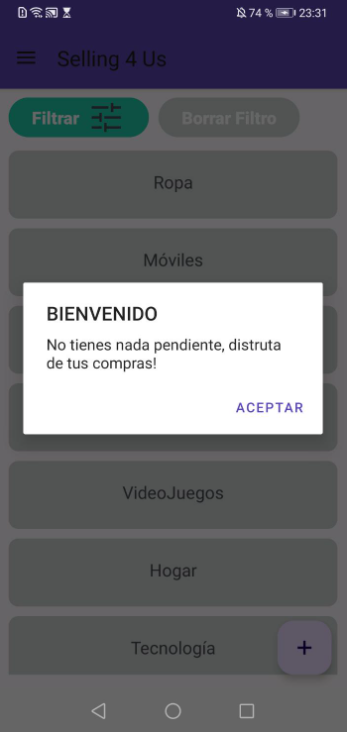 74 % 23:31
Selling 4 Us
Filtrar Borrar Filtro
Ropa
Móviles
BIENVENIDO
No tienes nada pendiente, distruta
de tus compras!
ACEPTAR
VideoJuegos
Hogar
Tecnología
+